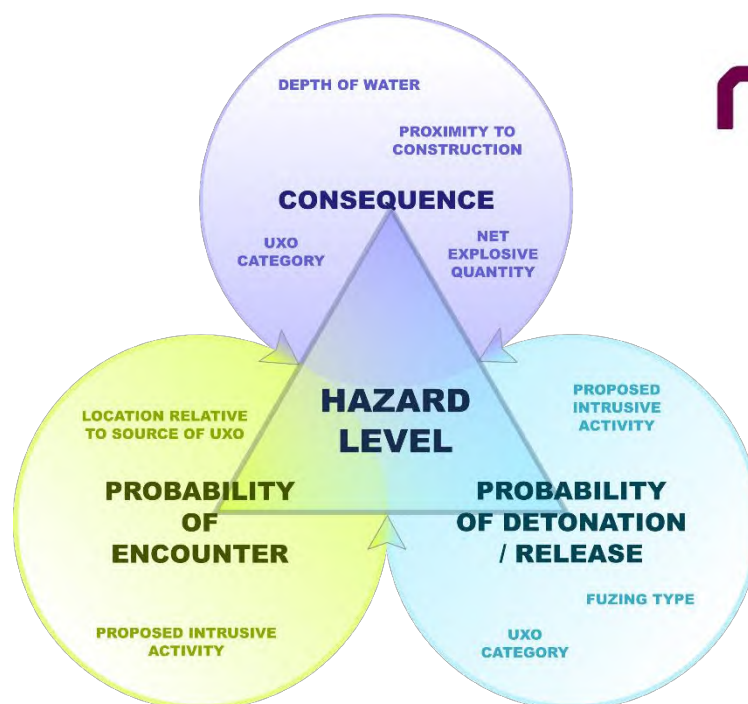 DEPTH OF WATER
PROXIMITY TO
CONSTRUCTION
CONSEQUENCE
UXO
CATEGORY
NET
EXPLOSIVE
QUANTITY
HAZARD
LEVEL
LOCATION RELATIVE
TO SOURCE OF UXO
PROBABILITY
OF
ENCOUNTER
PROPOSED INTRUSIVE
ACTIVITY
PROPOSED
INTRUSIVE
ACTIVITY
PROBABILITY
OF DETONATION
/ RELEASE
FUZING TYPE
UXO
CATEGORY